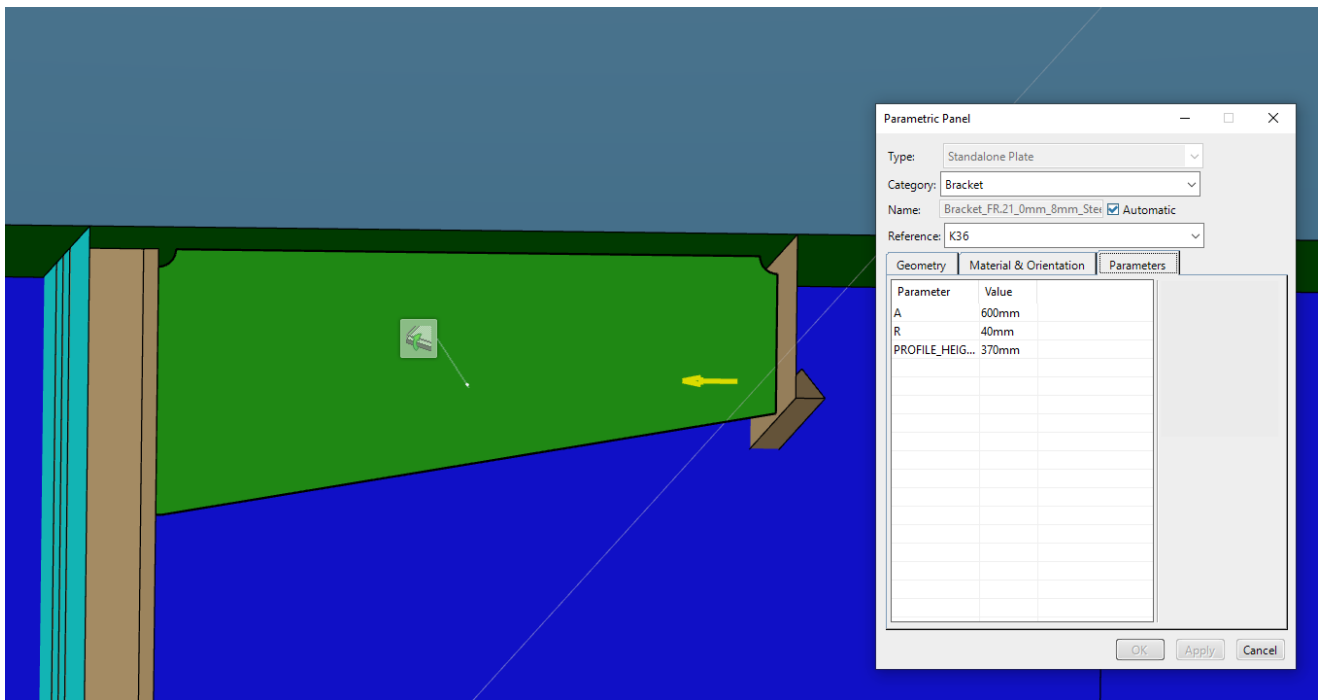 Parametric Panel
Type: Standalone Plate
Category: Bracket
Name: Bracket_FR.21_0mm_8mm_Stee Automatic
Reference: K36
Geometry Material & Orientation Parameters
Parameter Value
A 600mm
R 40mm
PROFILE_HEIG... 370mm
OK Apply Cancel